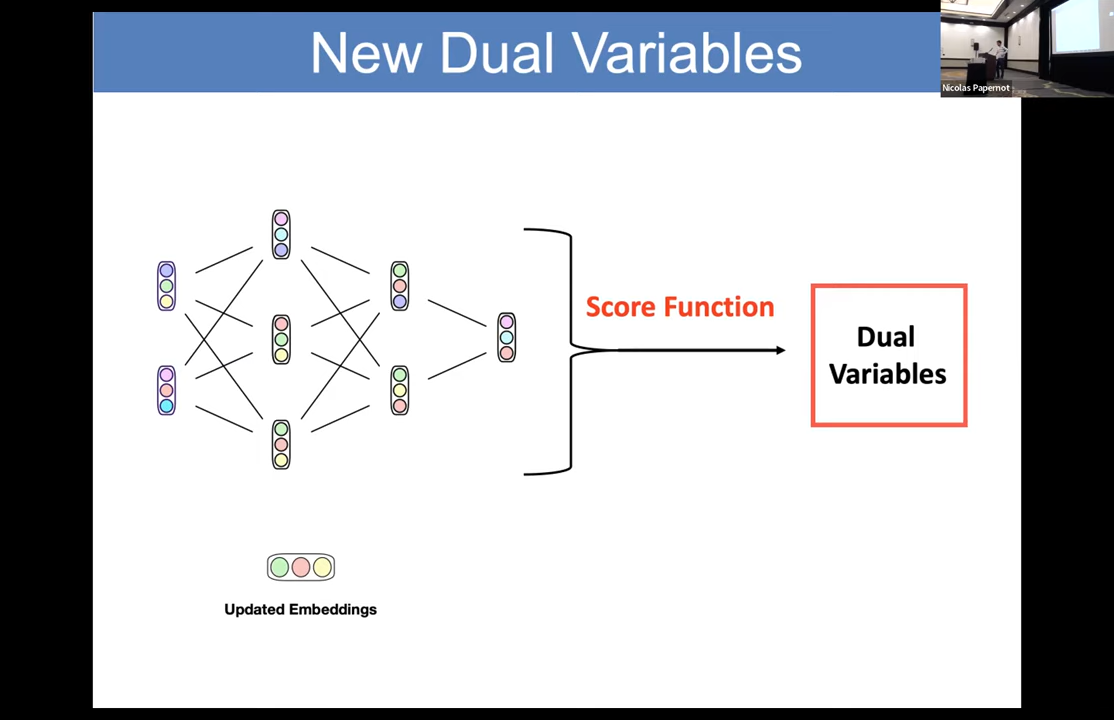 New Dual Variables
Nicolas Papernot
Score Function
Dual
Variables
Updated Embeddings